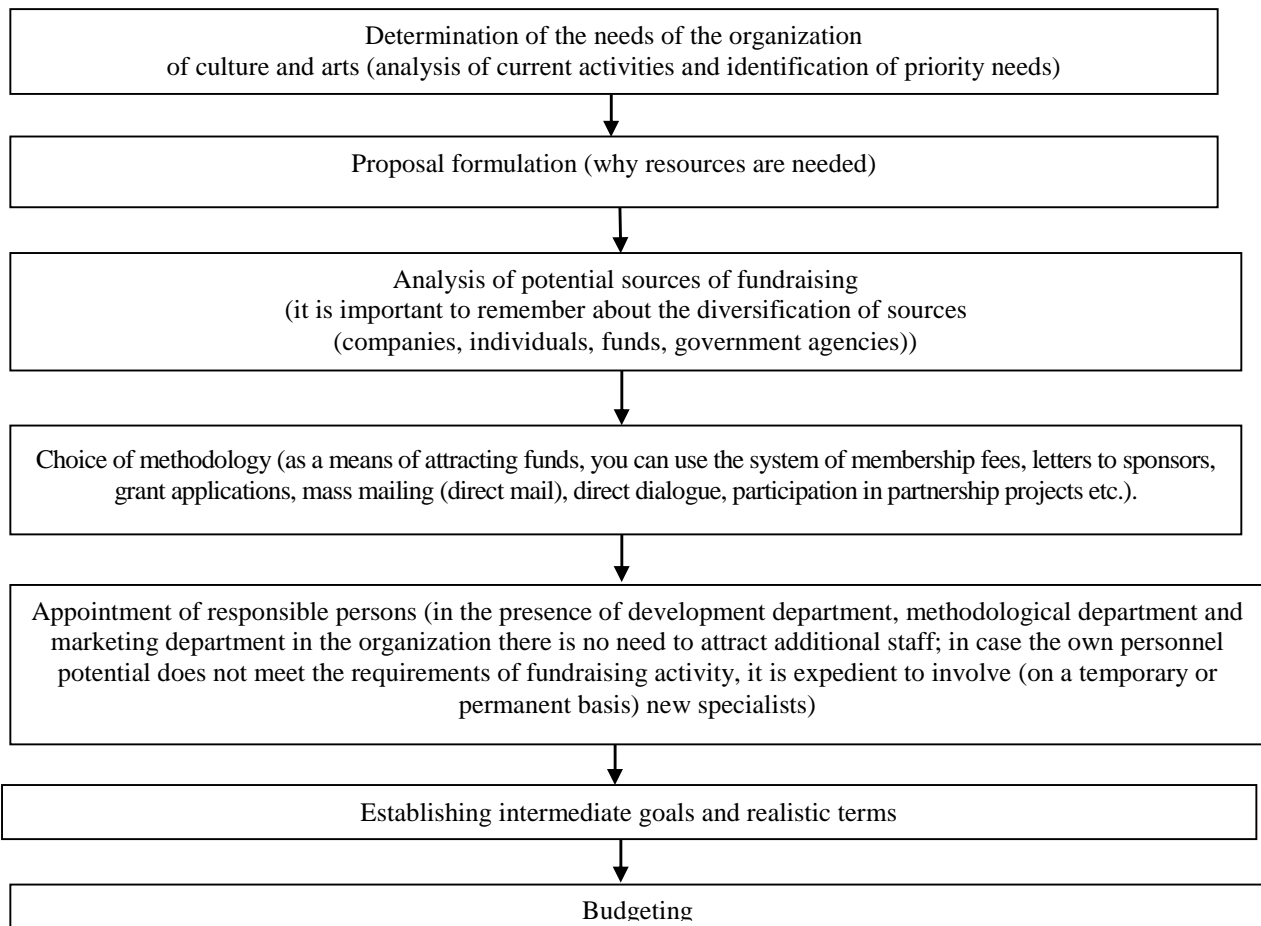 Determination of the needs of the organization
of culture and arts (analysis of current activities and identification of priority needs)
Proposal formulation (why resources are needed)
Analysis of potential sources of fundraising
(it is important to remember about the diversification of sources
(companies, individuals, funds, government agencies))
Choice of methodology (as a means of attracting funds, you can use the system of membership fees, letters to sponsors,
grant applications, mass mailing (direct mail), direct dialogue, participation in partnership projects etc.).
Appointment of responsible persons (in the presence of development department, methodological department and
marketing department in the organization there is no need to attract additional staff; in case the own personnel
potential does not meet the requirements of fundraising activity, it is expedient to involve (on a temporary or
permanent basis) new specialists)
Establishing intermediate goals and realistic terms
Budgeting